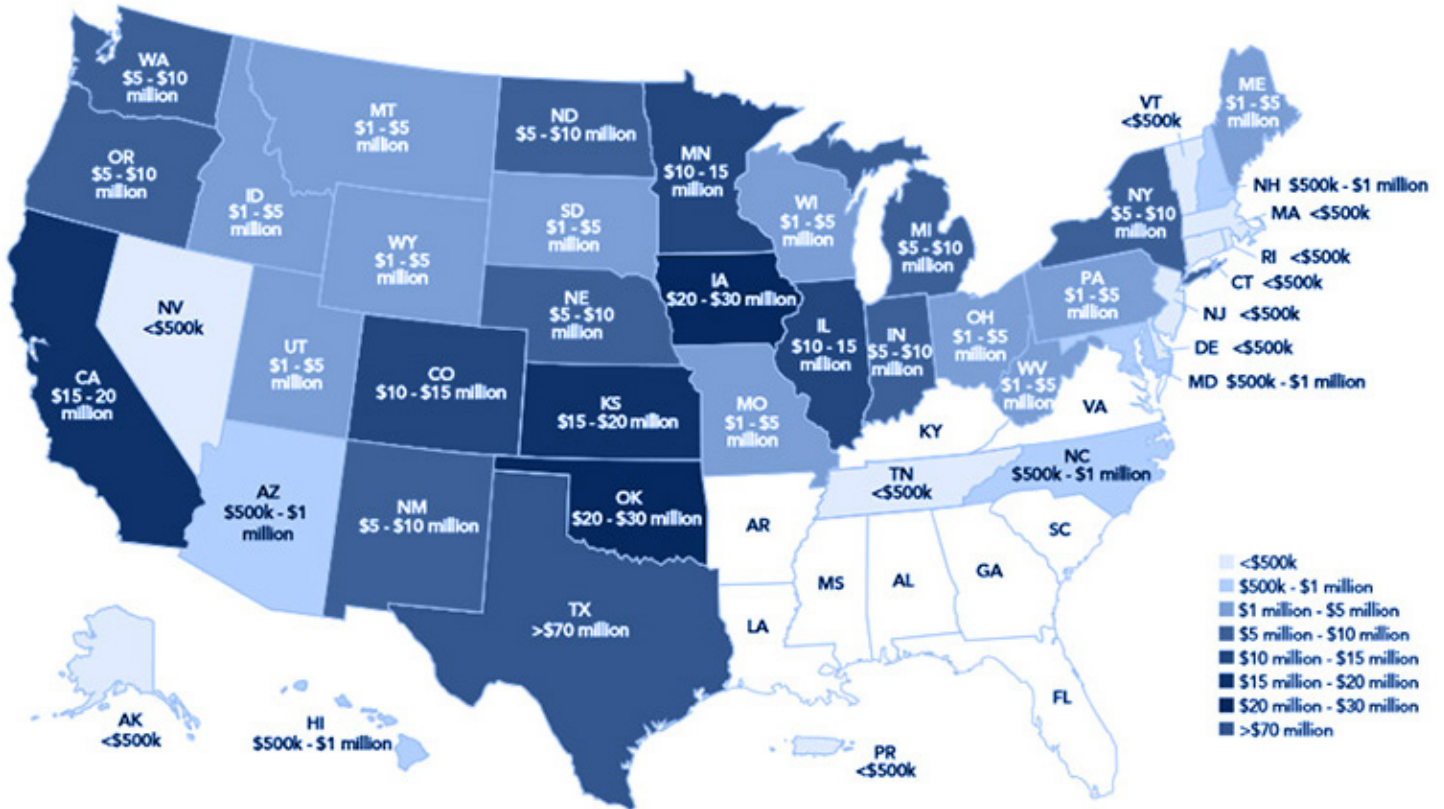 WA
$5 - $10
million
OR
$5 - $10
million
CA
$15 - 20
million
NV
<$500k
ID
$1 - $5
million
MT
$1 - $5
million
WY
$1 - $5
million
UT
$1 - $5
million
AZ
$500k - $1
million
CO
$10 - $15 million
NM
$5 - $10 million
ND
$5 - $10 million
SD
$1 - $5
million
NE
$5 - $10
million
KS
$15 - $20 million
OK
$20 - $30 million
TX
>$70 million
MN
$10 - 15
million
IA
$20 - $30 million
MO
$1 - $5
million
AR
LA
WI
$1 - $5
million
IL
$10 - 15
million
MI
$5 - $10
million
IN
$5 - $10
million
OH
$1 - $5
million
WV
$1 - $5
million
KY
TN
<$500k
MS
AL
GA
FL
SC
NC
$500k - $1 million
VA
PA
$1 - $5
million
NY
$5 - $10
million
VT
<$500k
ME
$1 - $5
million
NH $500k - $1 million
MA <$500k
RI <$500k
CT <$500k
NJ <$500k
DE <$500k
MD $500k - $1 million
AK
<$500k
HI
$500k - $1 million
PR
<$500k
<$500k
$500k - $1 million
$1 million - $5 million
$5 million - $10 million
$10 million - $15 million
$15 million - $20 million
$20 million - $30 million
>$70 million